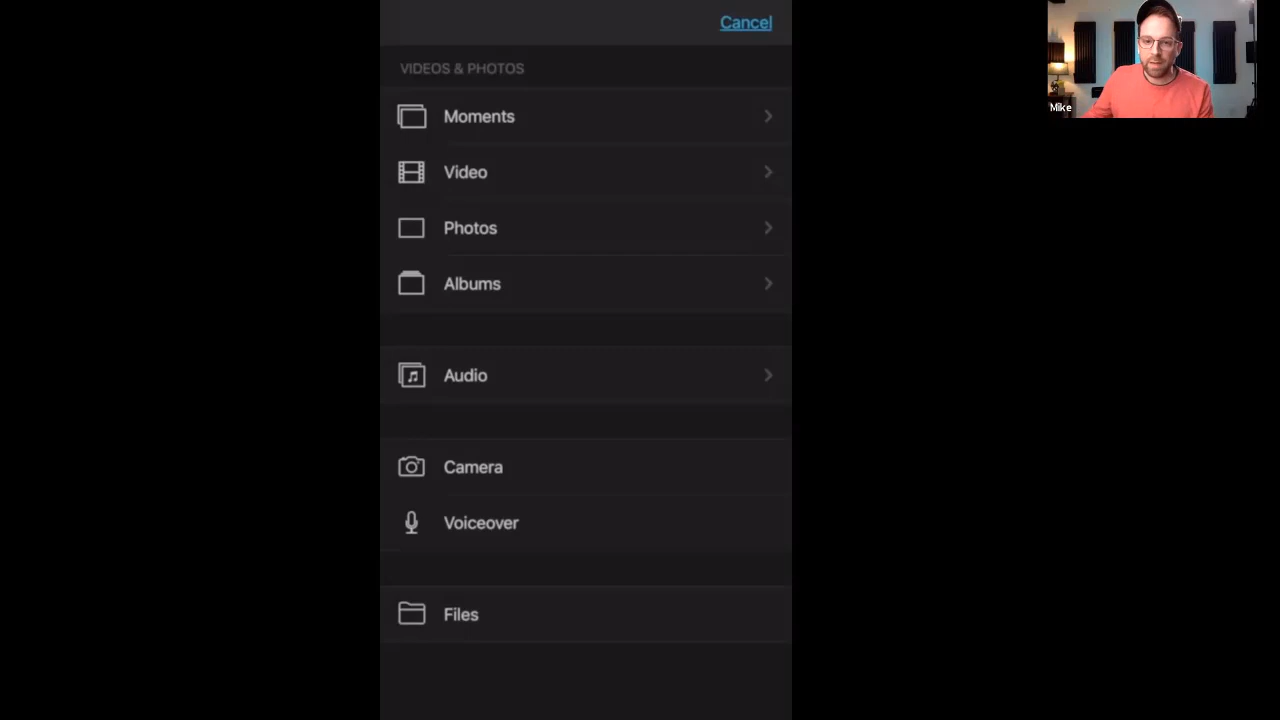 Cancel
VIDEOS & PHOTOS
Moments
Video
Photos
Albums
Audio
Camera
Voiceover
Files
Mike